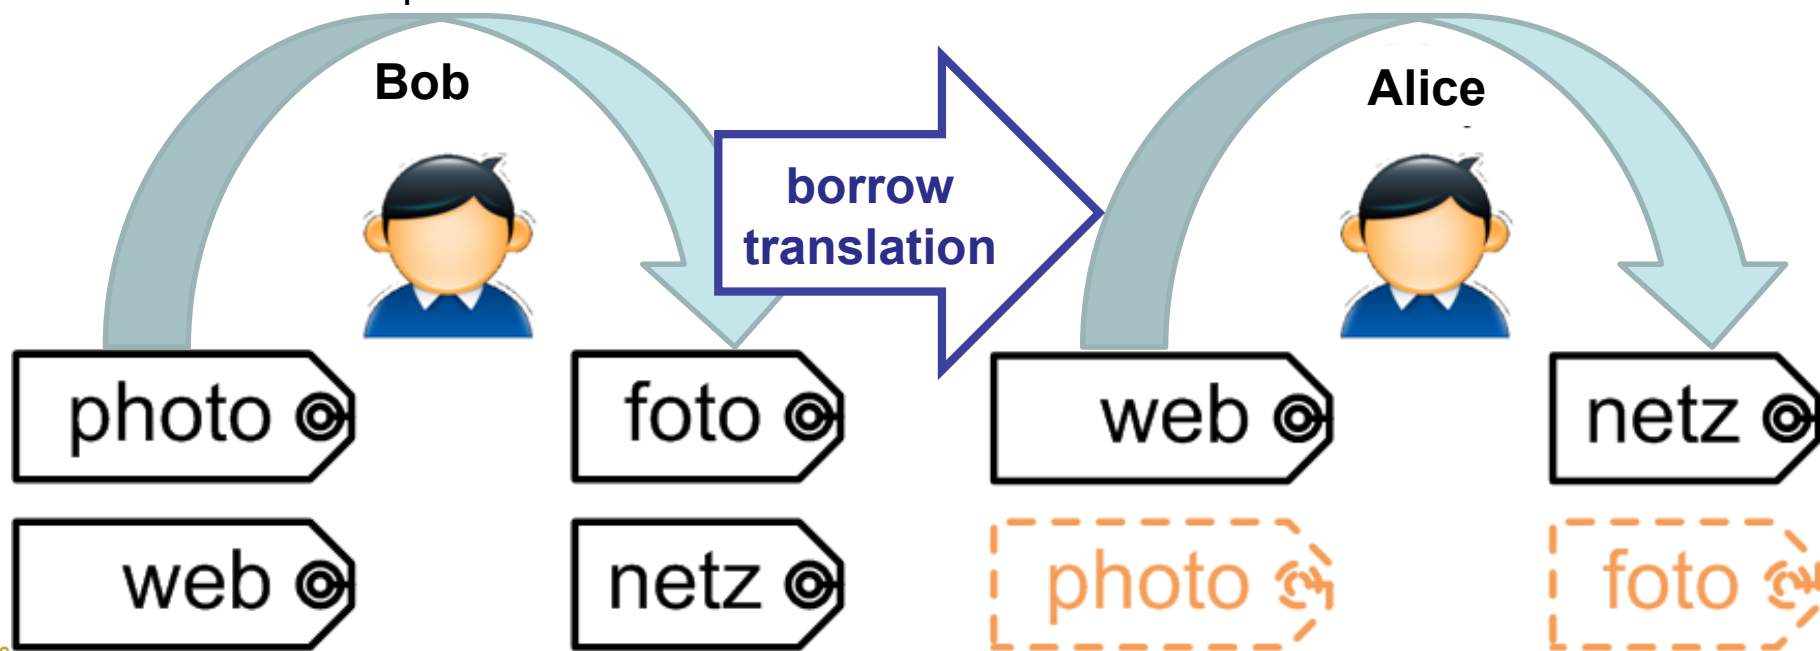 Bob
Alice
borrow
translation
photo
foto
web
netz
web
netz
photo
foto